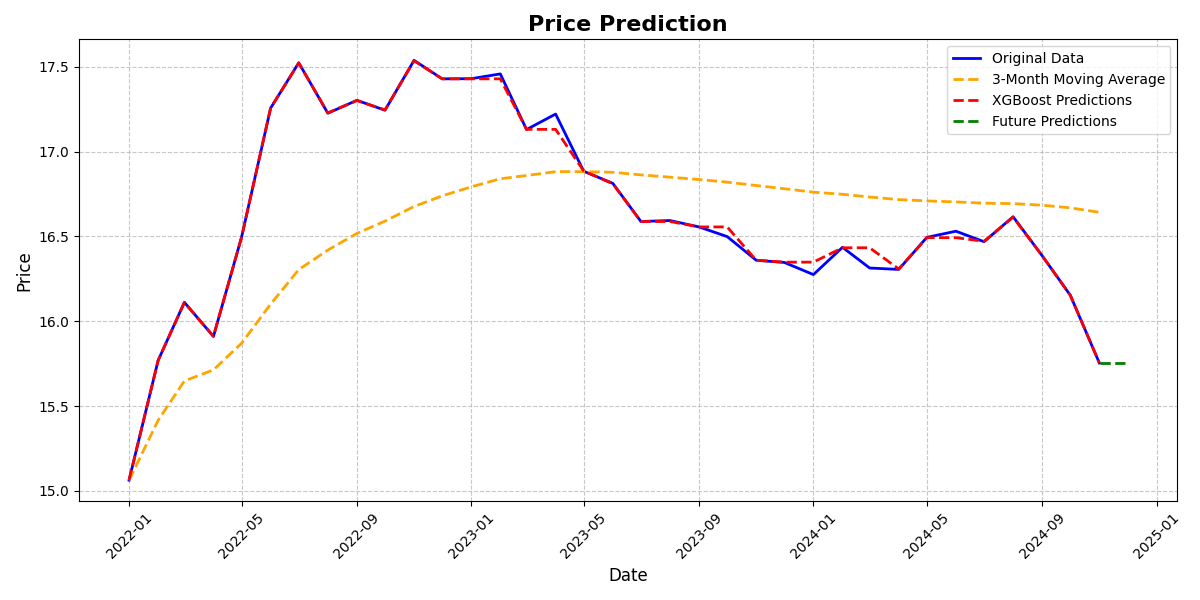 Price Prediction
Original Data
3-Month Moving Average
XGBoost Predictions
Future Predictions
Price
17.5
17.0
16.5
16.0
15.5
15.0
2022-01
2022-05
2022-09
2023-01
2023-05
2023-09
2024-01
2024-05
2024-09
2025-01
Date